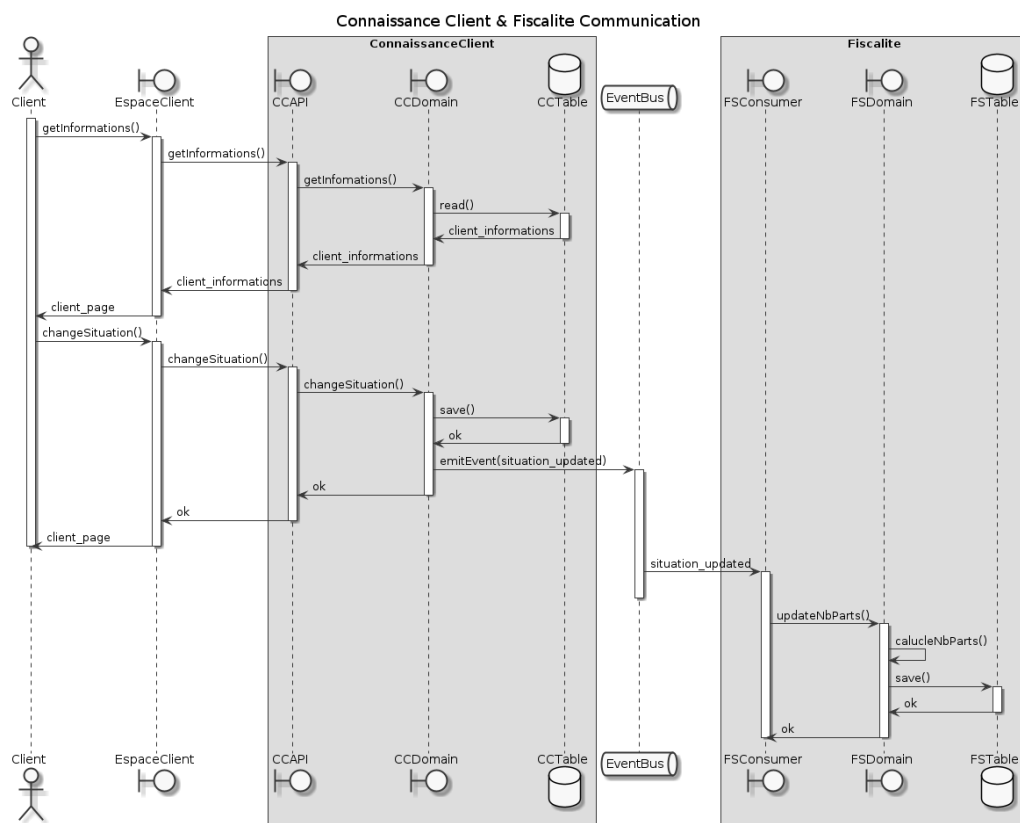 Connaissance Client & Fiscalite Communication
ConnaissanceClient
Fiscalite
Client
EspaceClient
CCAPI
CCDomain
CCTable
EventBus
FSConsumer
FSDomain
FSTable
getInformations()
getInformations()
getInfomations()
read()
client_informations
client_informations
client_informations
client_page
changeSituation()
changeSituation()
changeSituation()
save()
ok
emitEvent(situation_updated)
ok
ok
client_page
situation_updated
updateNbParts()
calucleNbParts()
save()
ok
ok
Client
EspaceClient
CCAPI
CCDomain
CCTable
EventBus
FSConsumer
FSDomain
FSTable